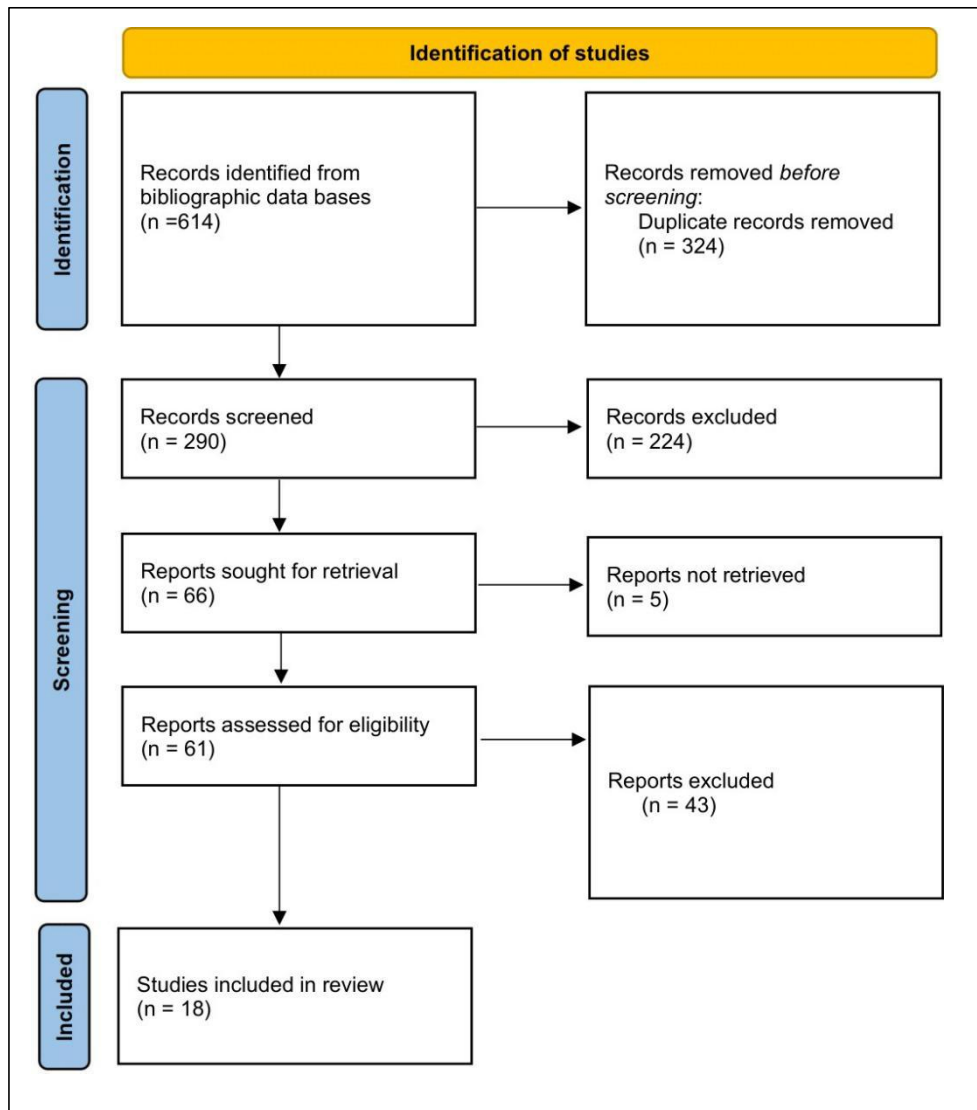 Identification of studies
Identification
Records identified from
bibliographic data bases
(n =614)
Records removed before
screening:
Duplicate records removed
(n = 324)
Screening
Records screened
(n = 290)
Records excluded
(n = 224)
Reports sought for retrieval
(n = 66)
Reports not retrieved
(n = 5)
Reports assessed for eligibility
(n = 61)
Reports excluded
(n = 43)
Included
Studies included in review
(n = 18)